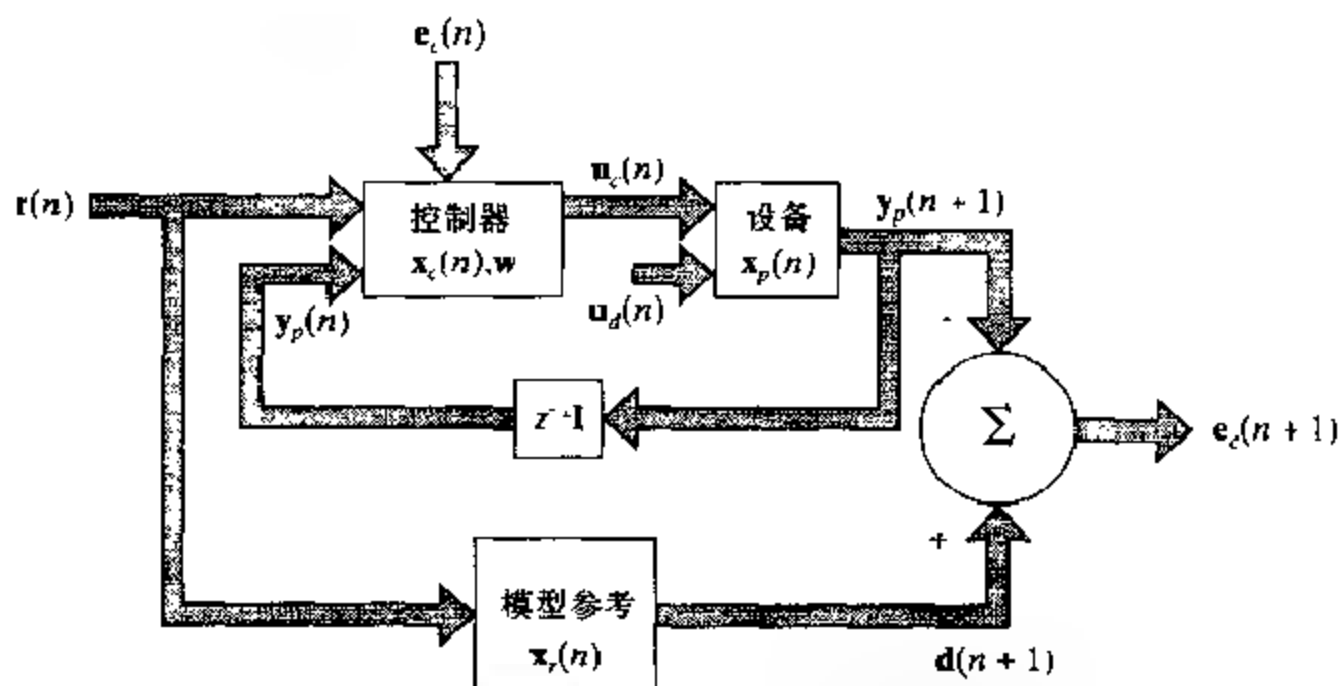 e_c(n)
r(n)
控制器
x_c(n),w
u_c(n)
设备
x_p(n)
y_p(n + 1)
y_p(n)
u_d(n)
-
z⁻¹I
Σ
e_c(n + 1)
+
模型参考
x_r(n)
d(n + 1)